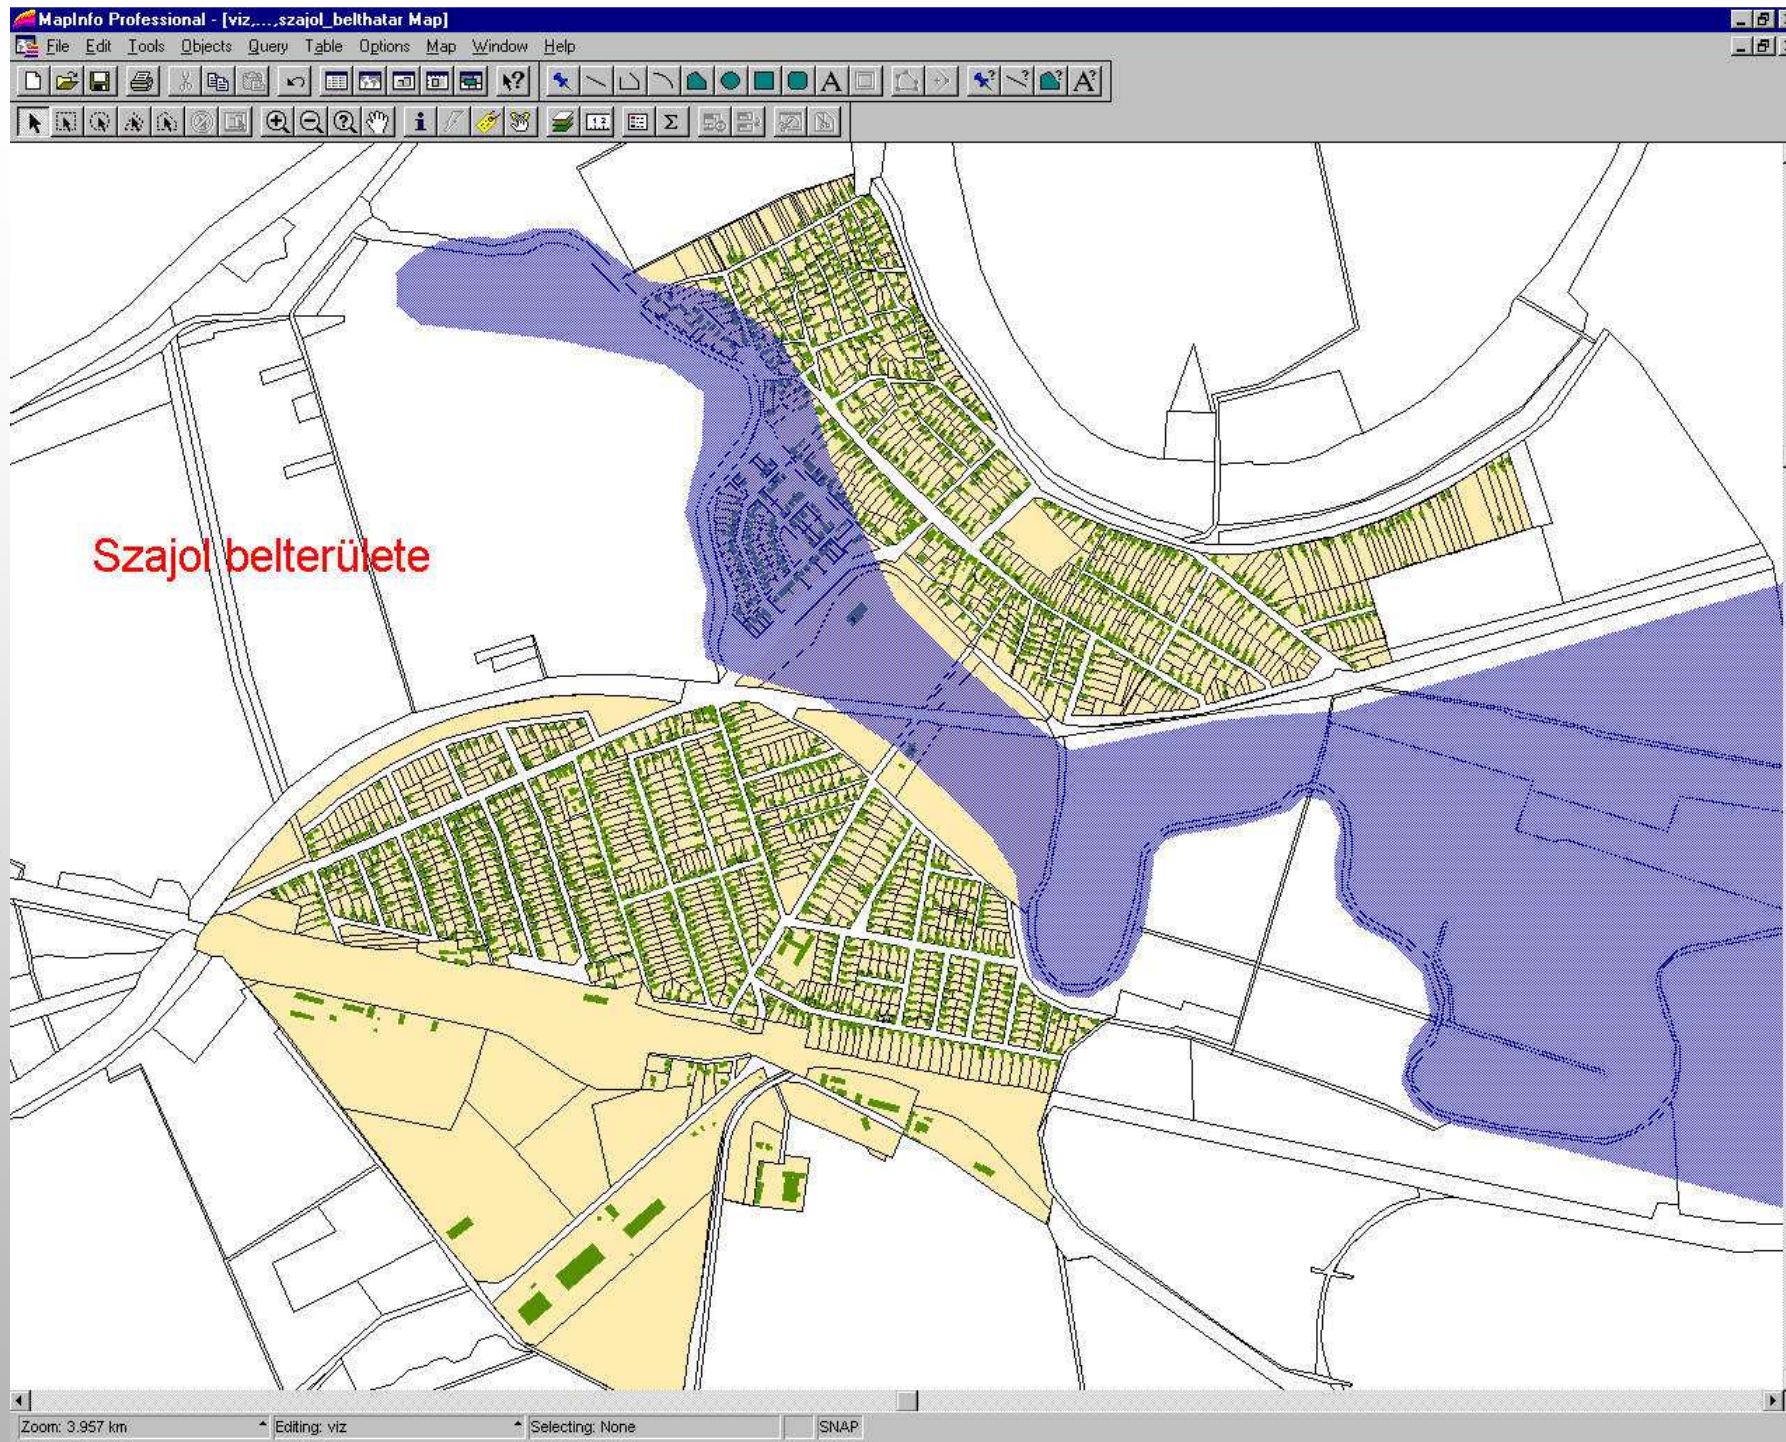 MapInfo Professional - [viz,...,szajol_belthatar Map]
File Edit Tools Objects Query Table Options Map Window Help
Szajol belterülete
Zoom: 3.957 km Editing: viz Selecting: None SNAP